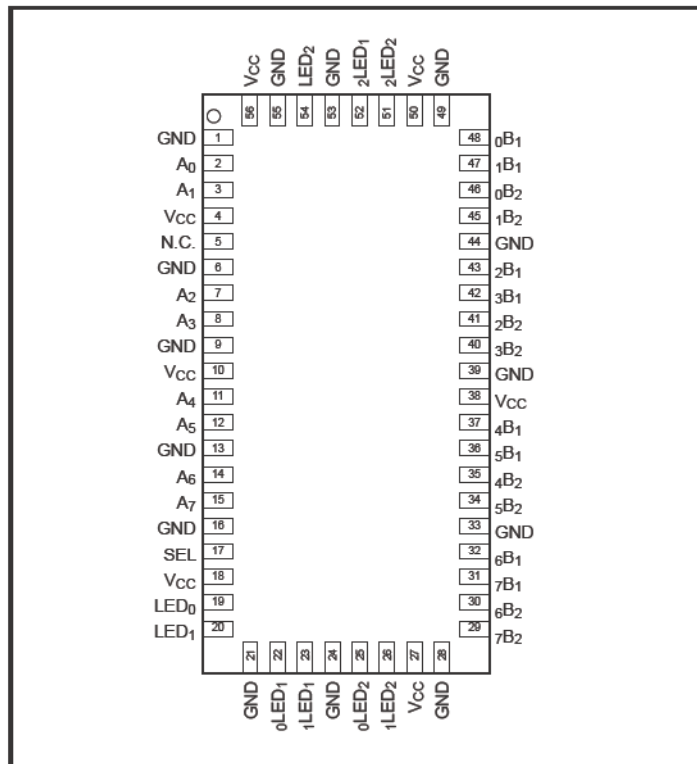 VCC GND LED2 GND 2LED1 2LED2 VCC GND
56 55 54 53 52 51 50 49
GND 1 48 0B1
A0 2 47 1B1
A1 3 46 0B2
VCC 4 45 1B2
N.C. 5 44 GND
GND 6 43 2B1
A2 7 42 3B1
A3 8 41 2B2
GND 9 40 3B2
VCC 10 39 GND
A4 11 38 VCC
A5 12 37 4B1
GND 13 36 5B1
A6 14 35 4B2
A7 15 34 5B2
GND 16 33 GND
SEL 17 32 6B1
VCC 18 31 7B1
LED0 19 30 6B2
LED1 20 29 7B2
21 22 23 24 25 26 27 28
GND 0LED1 1LED1 GND 0LED2 1LED2 VCC GND